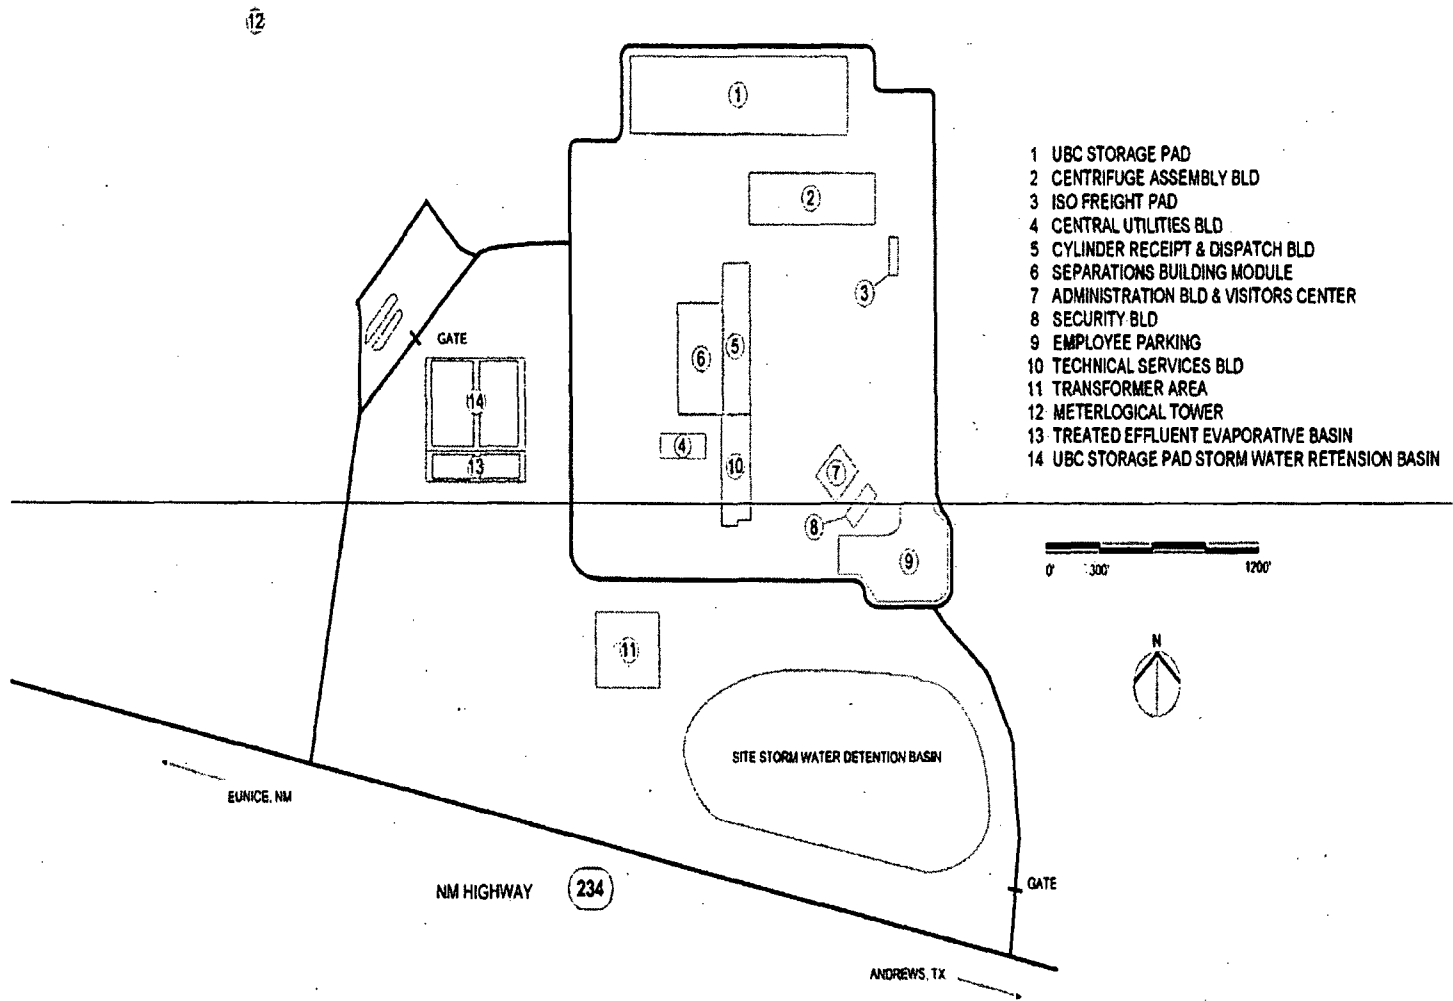 12
1
1 UBC STORAGE PAD
2 CENTRIFUGE ASSEMBLY BLD
3 ISO FREIGHT PAD
4 CENTRAL UTILITIES BLD
5 CYLINDER RECEIPT & DISPATCH BLD
6 SEPARATIONS BUILDING MODULE
7 ADMINISTRATION BLD & VISITORS CENTER
8 SECURITY BLD
9 EMPLOYEE PARKING
10 TECHNICAL SERVICES BLD
11 TRANSFORMER AREA
12 METERLOGICAL TOWER
13 TREATED EFFLUENT EVAPORATIVE BASIN
14 UBC STORAGE PAD STORM WATER RETENSION BASIN
2
3
GATE
5
6
14
4
10
13
7
8
9
0' 300' 1200'
11
N
SITE STORM WATER DETENTION BASIN
EUNICE, NM
NM HIGHWAY 234
GATE
ANDREWS, TX